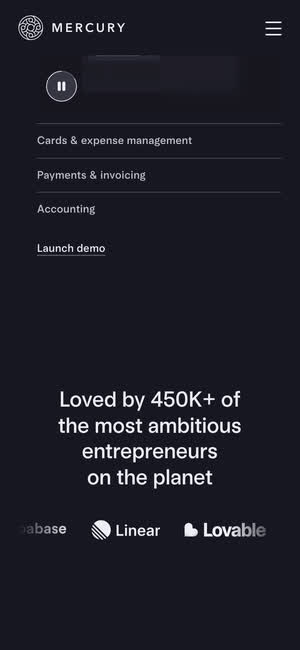 MERCURY
Cards & expense management
Payments & invoicing
Accounting
Launch demo
Loved by 450K+ of
the most ambitious
entrepreneurs
on the planet
abase Linear Lovable